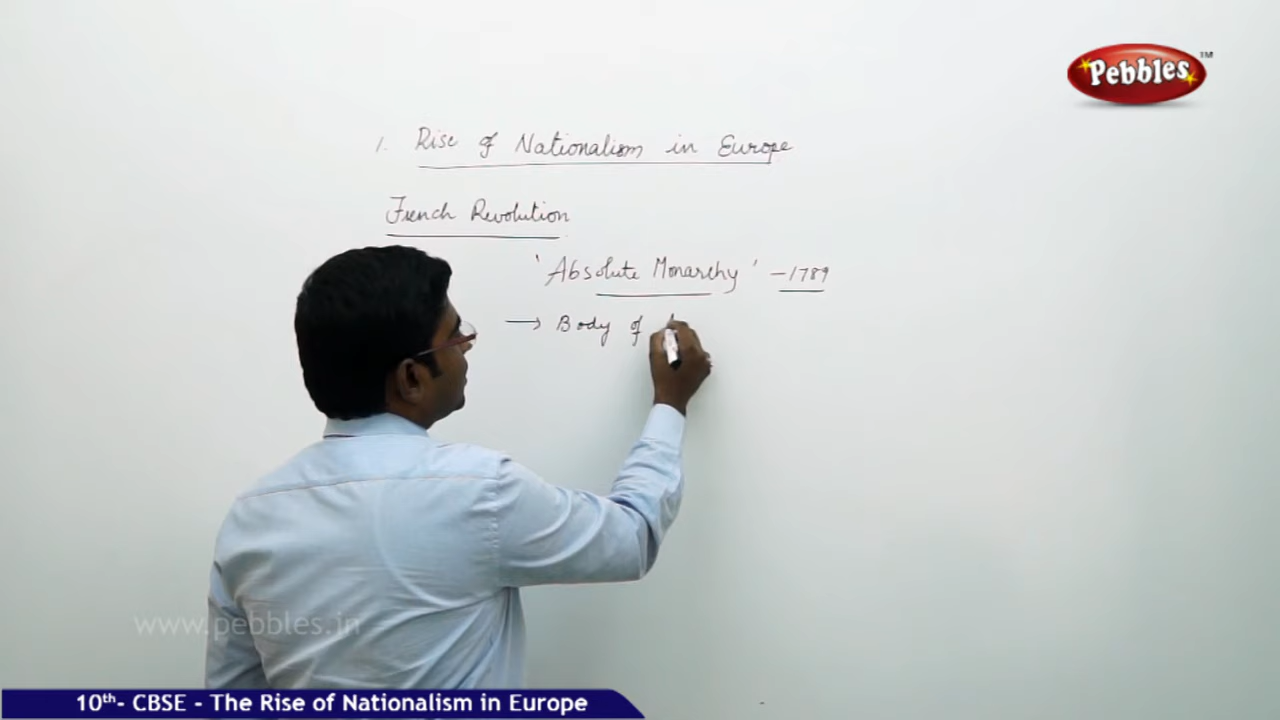 Pebbles™
1. Rise of Nationalism in Europe
French Revolution
'Absolute Monarchy' - 1789
→ Body of
www.pebbles.in
10th- CBSE - The Rise of Nationalism in Europe